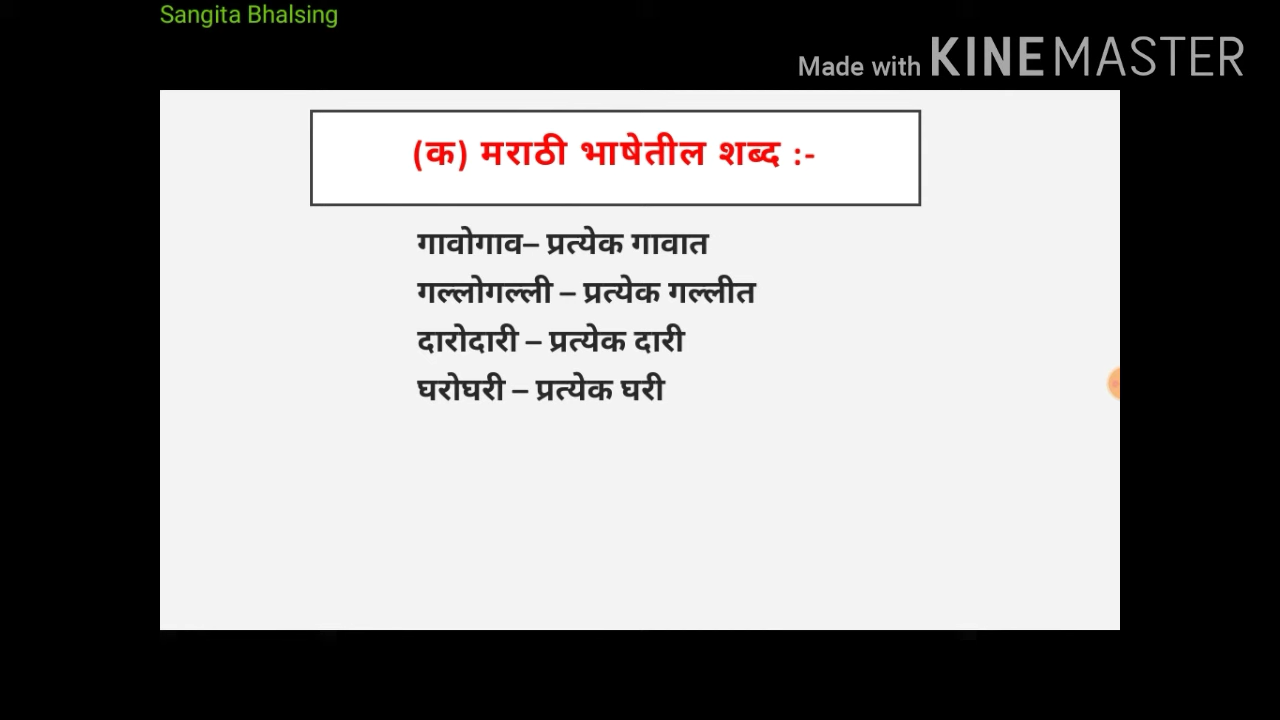 Sangita Bhalsing
Made with KINEMASTER
(क) मराठी भाषेतील शब्द :-
गावोगाव– प्रत्येक गावात
गल्लोगल्ली – प्रत्येक गल्लीत
दारोदारी – प्रत्येक दारी
घरोघरी – प्रत्येक घरी